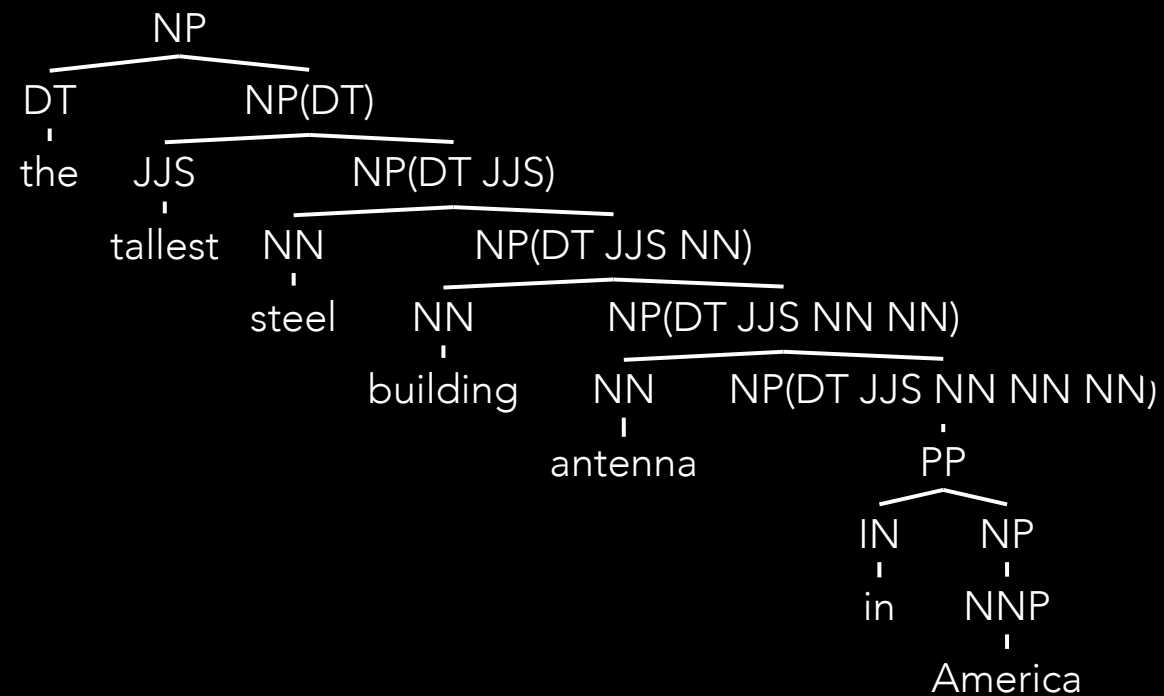 NP
DT NP(DT)
the JJS NP(DT JJS)
tallest NN NP(DT JJS NN)
steel NN NP(DT JJS NN NN)
building NN NP(DT JJS NN NN NN)
antenna PP
IN NP
in NNP
America